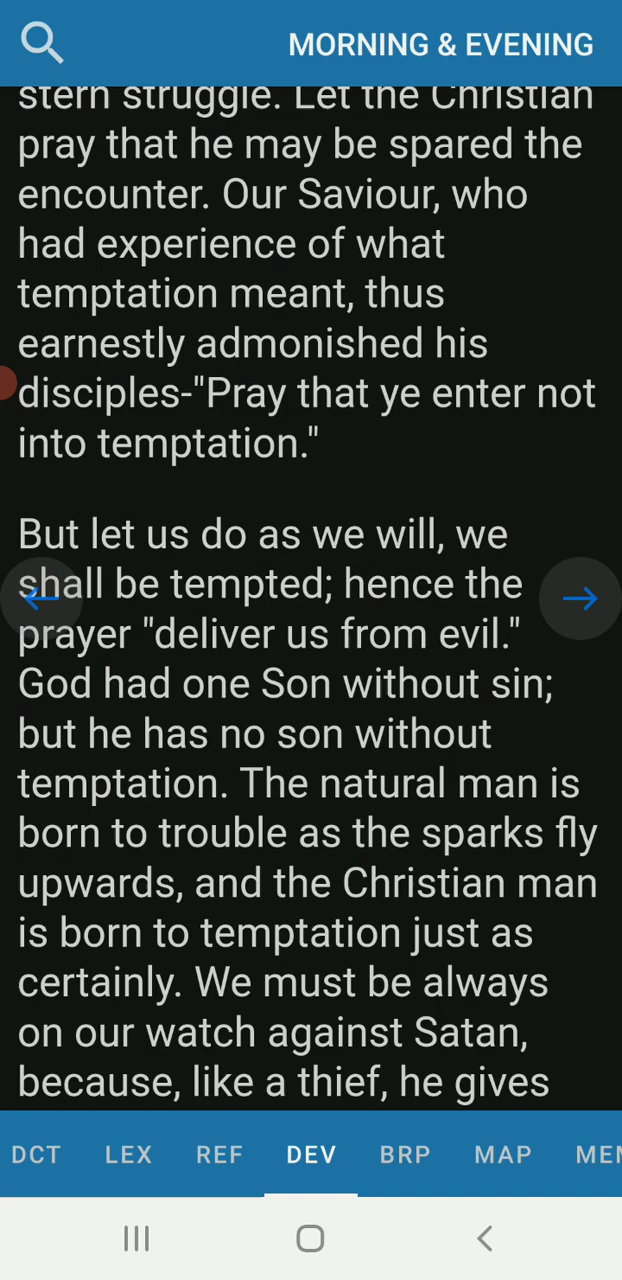 MORNING & EVENING
stern struggle. Let the Christian
pray that he may be spared the
encounter. Our Saviour, who
had experience of what
temptation meant, thus
earnestly admonished his
disciples-"Pray that ye enter not
into temptation."
But let us do as we will, we
shall be tempted; hence the
prayer "deliver us from evil."
God had one Son without sin;
but he has no son without
temptation. The natural man is
born to trouble as the sparks fly
upwards, and the Christian man
is born to temptation just as
certainly. We must be always
on our watch against Satan,
because, like a thief, he gives
DCT LEX REF DEV BRP MAP MEM